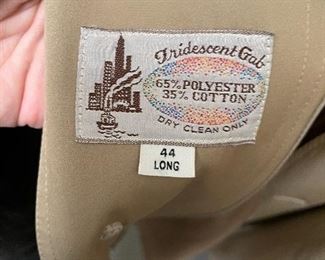 Iridescent Gab
65% POLYESTER
35% COTTON
DRY CLEAN ONLY
44
LONG